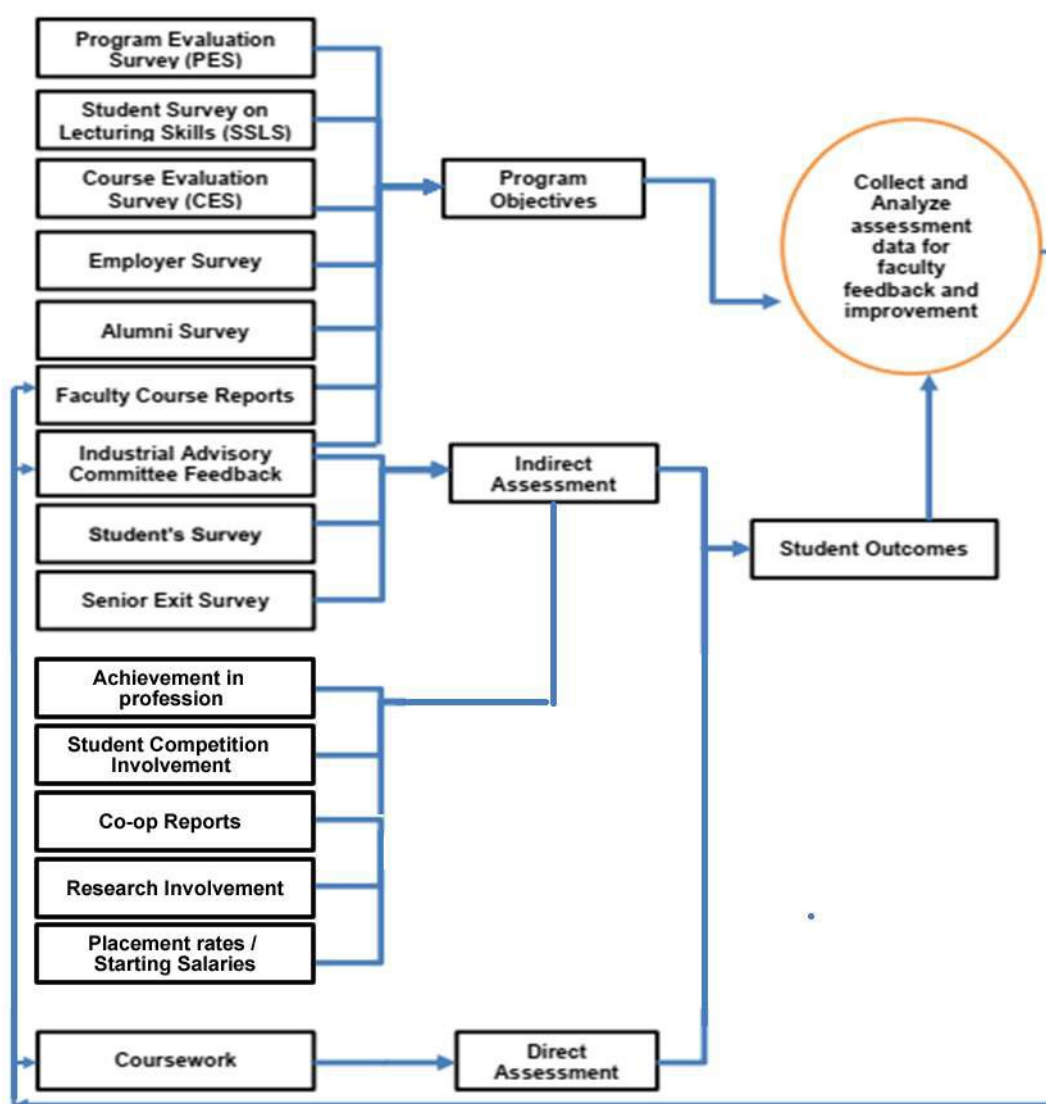 Program Evaluation
Survey (PES)
Student Survey on
Lecturing Skills (SSLS)
Course Evaluation
Survey (CES)
Employer Survey
Alumni Survey
Faculty Course Reports
Industrial Advisory
Committee Feedback
Student's Survey
Senior Exit Survey
Achievement in
profession
Student Competition
Involvement
Co-op Reports
Research Involvement
Placement rates /
Starting Salaries
Coursework
Program
Objectives
Indirect
Assessment
Direct
Assessment
Student Outcomes
Collect and
Analyze
assessment
data for
faculty
feedback and
improvement